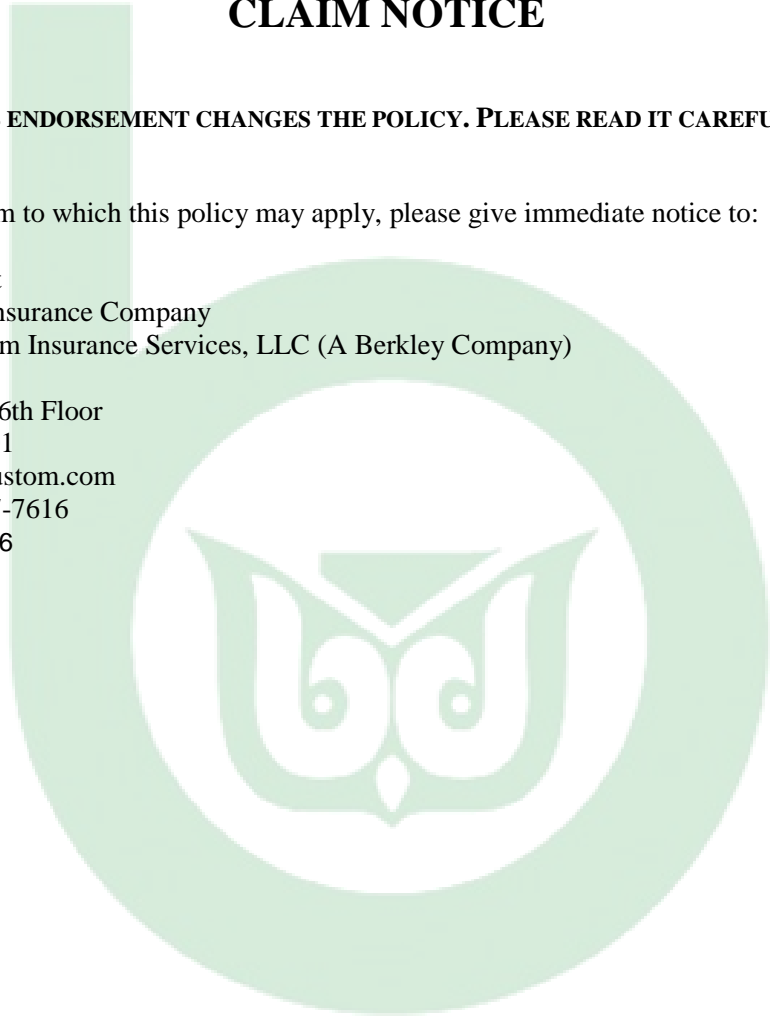 CLAIM NOTICE
ENDORSEMENT CHANGES THE POLICY. PLEASE READ IT CAREFU
m to which this policy may apply, please give immediate notice to:
t
nsurance Company
m Insurance Services, LLC (A Berkley Company)
6th Floor
1
ustom.com
-7616
6